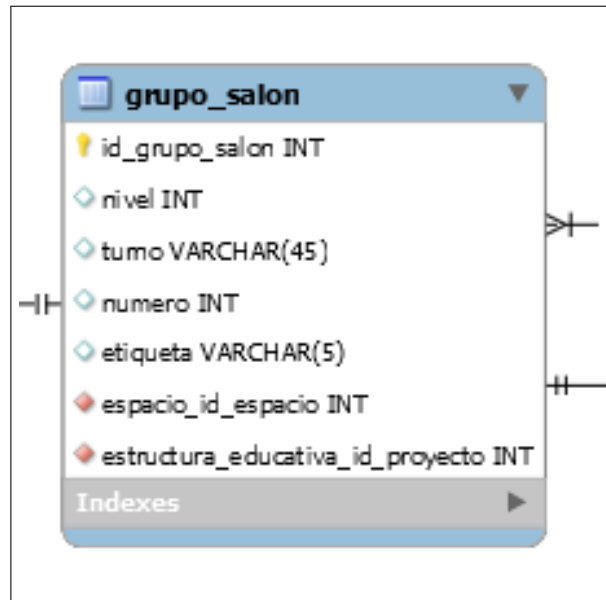 grupo_salon
id_grupo_salon INT
nivel INT
turno VARCHAR(45)
numero INT
etiqueta VARCHAR(5)
espacio_id_espacio INT
estructura_educativa_id_proyecto INT
Indexes